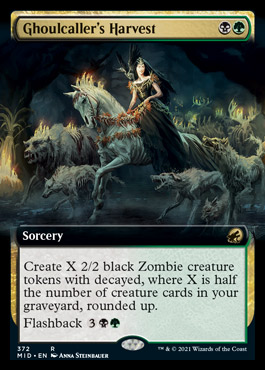 Ghoulcaller's Harvest
Sorcery
Create X 2/2 black Zombie creature
tokens with decayed, where X is half
the number of creature cards in your
graveyard, rounded up.
Flashback 3
372 R
MID • EN Anna Steinbauer
™ & © 2021 Wizards of the Coast